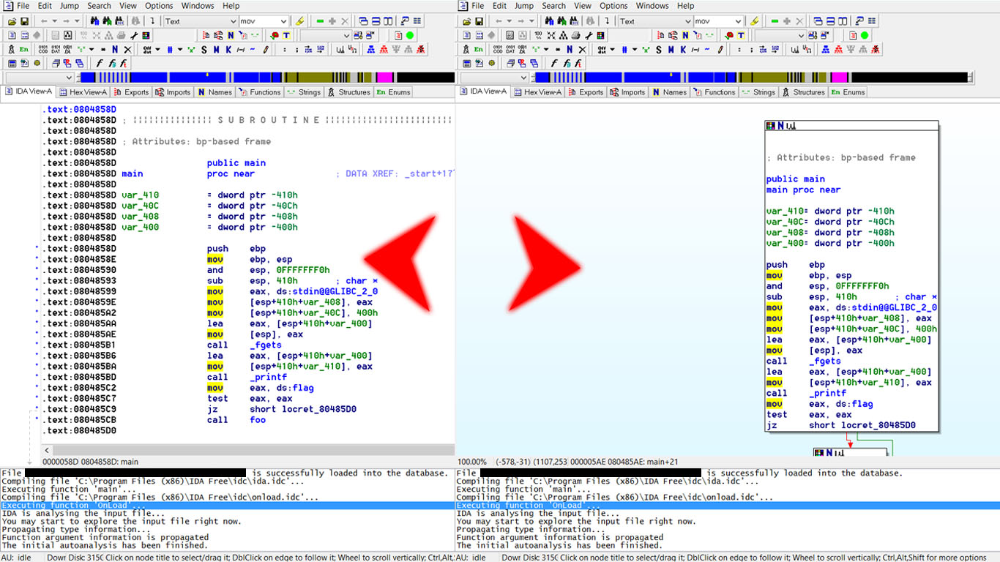 File Edit Jump Search View Options Windows Help
Text mov
En
S M K
IDA View-A Hex View-A Exports Imports N Names Functions Strings Structures En Enums
.text:0804858D
.text:0804858D ; ¦¦¦¦¦¦¦¦¦¦¦¦¦¦¦ S U B R O U T I N E ¦¦¦¦¦¦¦¦¦¦¦¦¦¦¦¦¦¦¦¦¦¦¦¦
.text:0804858D
.text:0804858D ; Attributes: bp-based frame
.text:0804858D
.text:0804858D public main
.text:0804858D main proc near ; DATA XREF: _start+17
.text:0804858D
.text:0804858D var_410 = dword ptr -410h
.text:0804858D var_40C = dword ptr -40Ch
.text:0804858D var_408 = dword ptr -408h
.text:0804858D var_400 = dword ptr -400h
.text:0804858D
.text:0804858D push ebp
.text:0804858E mov ebp, esp
.text:08048590 and esp, 0FFFFFFF0h
.text:08048593 sub esp, 410h ; char *
.text:08048599 mov eax, ds:stdin@@GLIBC_2_0
.text:0804859E mov [esp+410h+var_408], eax
.text:080485A2 mov [esp+410h+var_40C], 400h
.text:080485AA lea eax, [esp+410h+var_400]
.text:080485AE mov [esp], eax
.text:080485B1 call _fgets
.text:080485B6 lea eax, [esp+410h+var_400]
.text:080485BA mov [esp+410h+var_410], eax
.text:080485BD call _printf
.text:080485C2 mov eax, ds:flag
.text:080485C7 test eax, eax
.text:080485C9 jz short locret_80485D0
.text:080485CB call foo
.text:080485D0
0000058D 0804858D: main
File is successfully loaded into the database.
Compiling file 'C:\Program Files (x86)\IDA Free\idc\ida.idc'...
Executing function 'main'...
Compiling file 'C:\Program Files (x86)\IDA Free\idc\onload.idc'...
Executing function 'OnLoad'...
IDA is analysing the input file...
You may start to explore the input file right now.
Propagating type information...
Function argument information is propagated
The initial autoanalysis has been finished.
AU: idle Down Disk: 315G Click on node title to select/drag it; DblClick on edge to follow it; Wheel to scroll vertically; Ctrl,Alt,
File Edit Jump Search View Options Windows Help
Text mov
En
S M K
IDA View-A Hex View-A Exports Imports N Names Functions Strings Structures En Enums
; Attributes: bp-based frame
public main
main proc near
var_410= dword ptr -410h
var_40C= dword ptr -40Ch
var_408= dword ptr -408h
var_400= dword ptr -400h
push ebp
mov ebp, esp
and esp, 0FFFFFFF0h
sub esp, 410h ; char *
mov eax, ds:stdin@@GLIBC_2_0
mov [esp+410h+var_408], eax
mov [esp+410h+var_40C], 400h
lea eax, [esp+410h+var_400]
mov [esp], eax
call _fgets
lea eax, [esp+410h+var_400]
mov [esp+410h+var_410], eax
call _printf
mov eax, ds:flag
test eax, eax
jz short locret_80485D0
100.00% (-578,-31) (1107,253 000005AE 080485AE: main+21
File is successfully loaded into the database.
Compiling file 'C:\Program Files (x86)\IDA Free\idc\ida.idc'...
Executing function 'main'...
Compiling file 'C:\Program Files (x86)\IDA Free\idc\onload.idc'...
Executing function 'OnLoad'...
IDA is analysing the input file...
You may start to explore the input file right now.
Propagating type information...
Function argument information is propagated
The initial autoanalysis has been finished.
AU: idle Down Disk: 315G Click on node title to select/drag it; DblClick on edge to follow it; Wheel to scroll vertically; Ctrl,Alt,Shift for more options